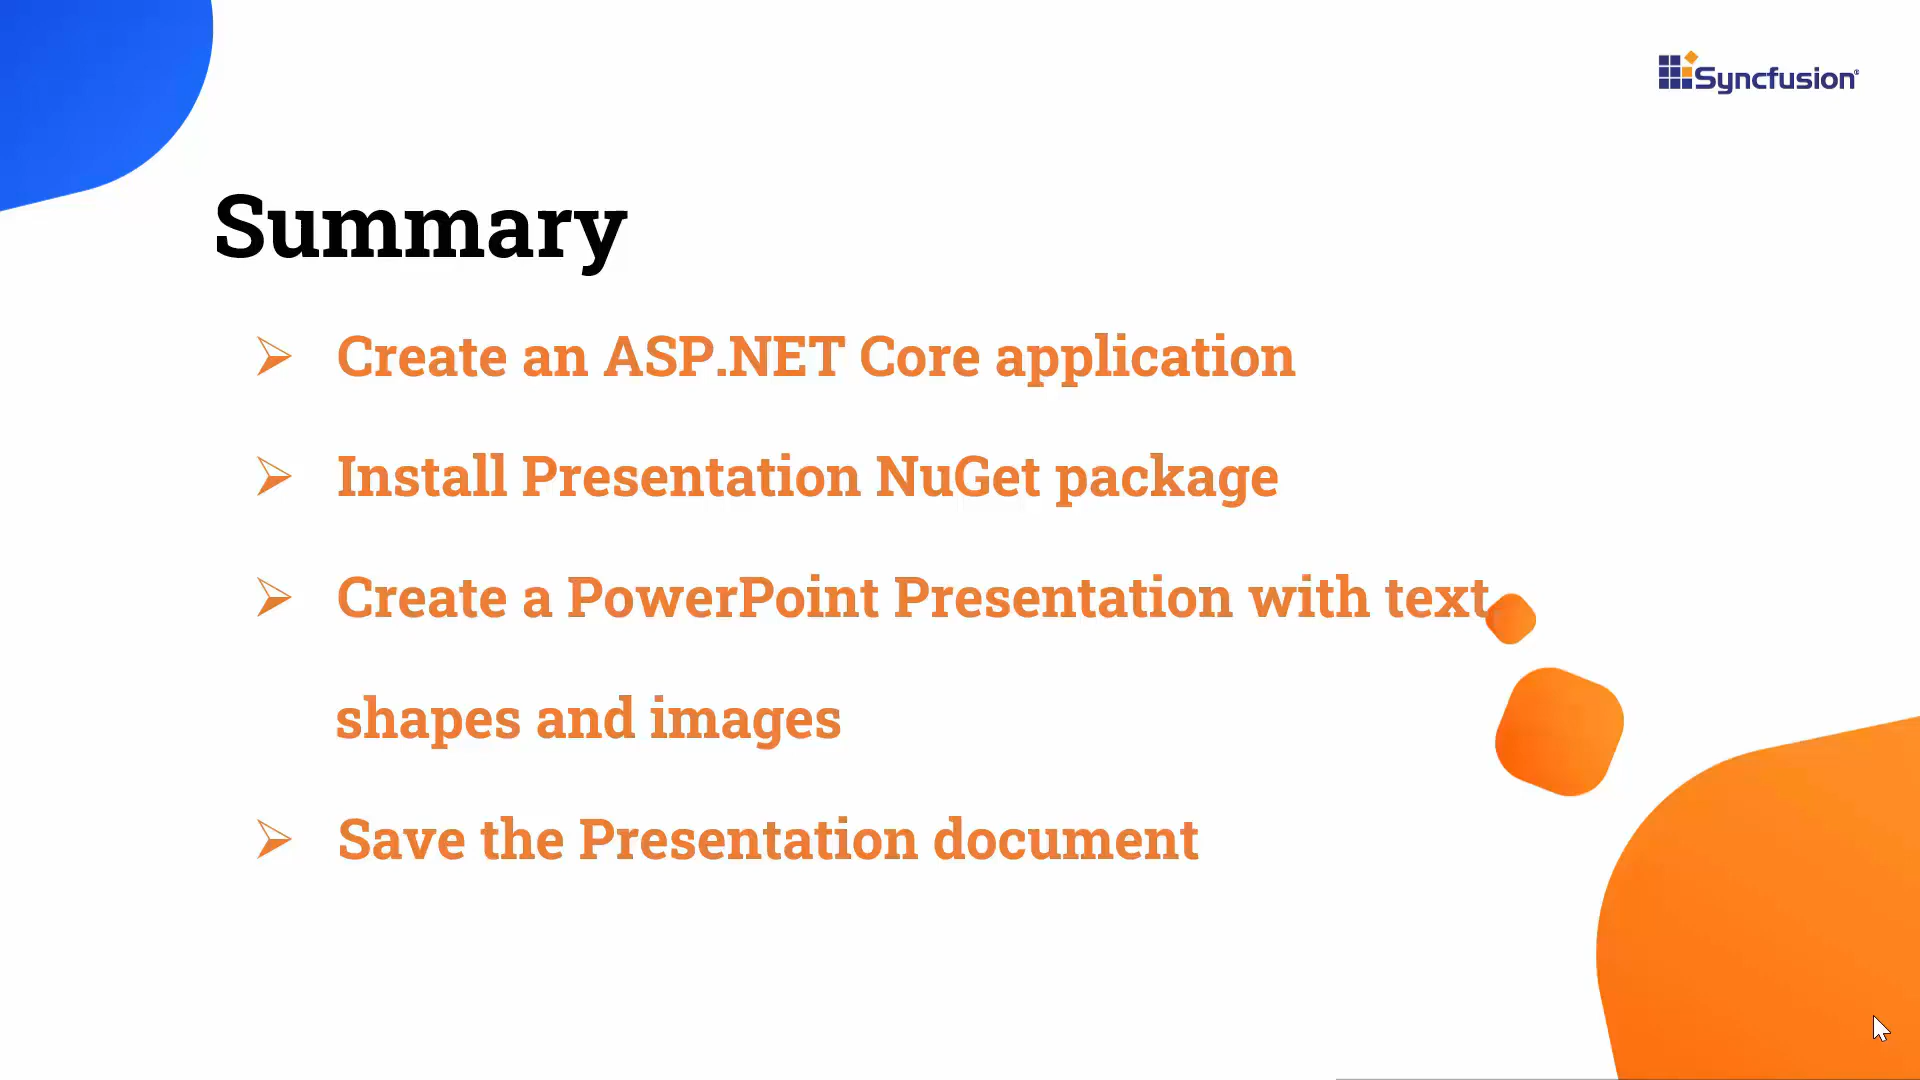 Syncfusion®
Summary
➢ Create an ASP.NET Core application
➢ Install Presentation NuGet package
➢ Create a PowerPoint Presentation with text
shapes and images
➢ Save the Presentation document